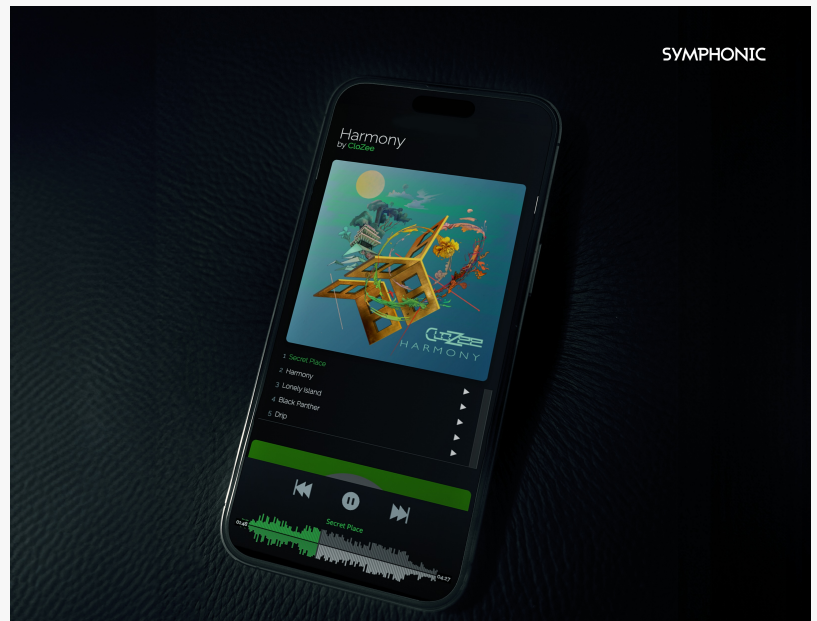 SYMPHONIC
Harmony
by CloZee
CloZee
HARMONY
1 Secret Place
2 Harmony
3 Lonely Island
4 Black Panther
5 Drip
Secret Place
01:48
04:27